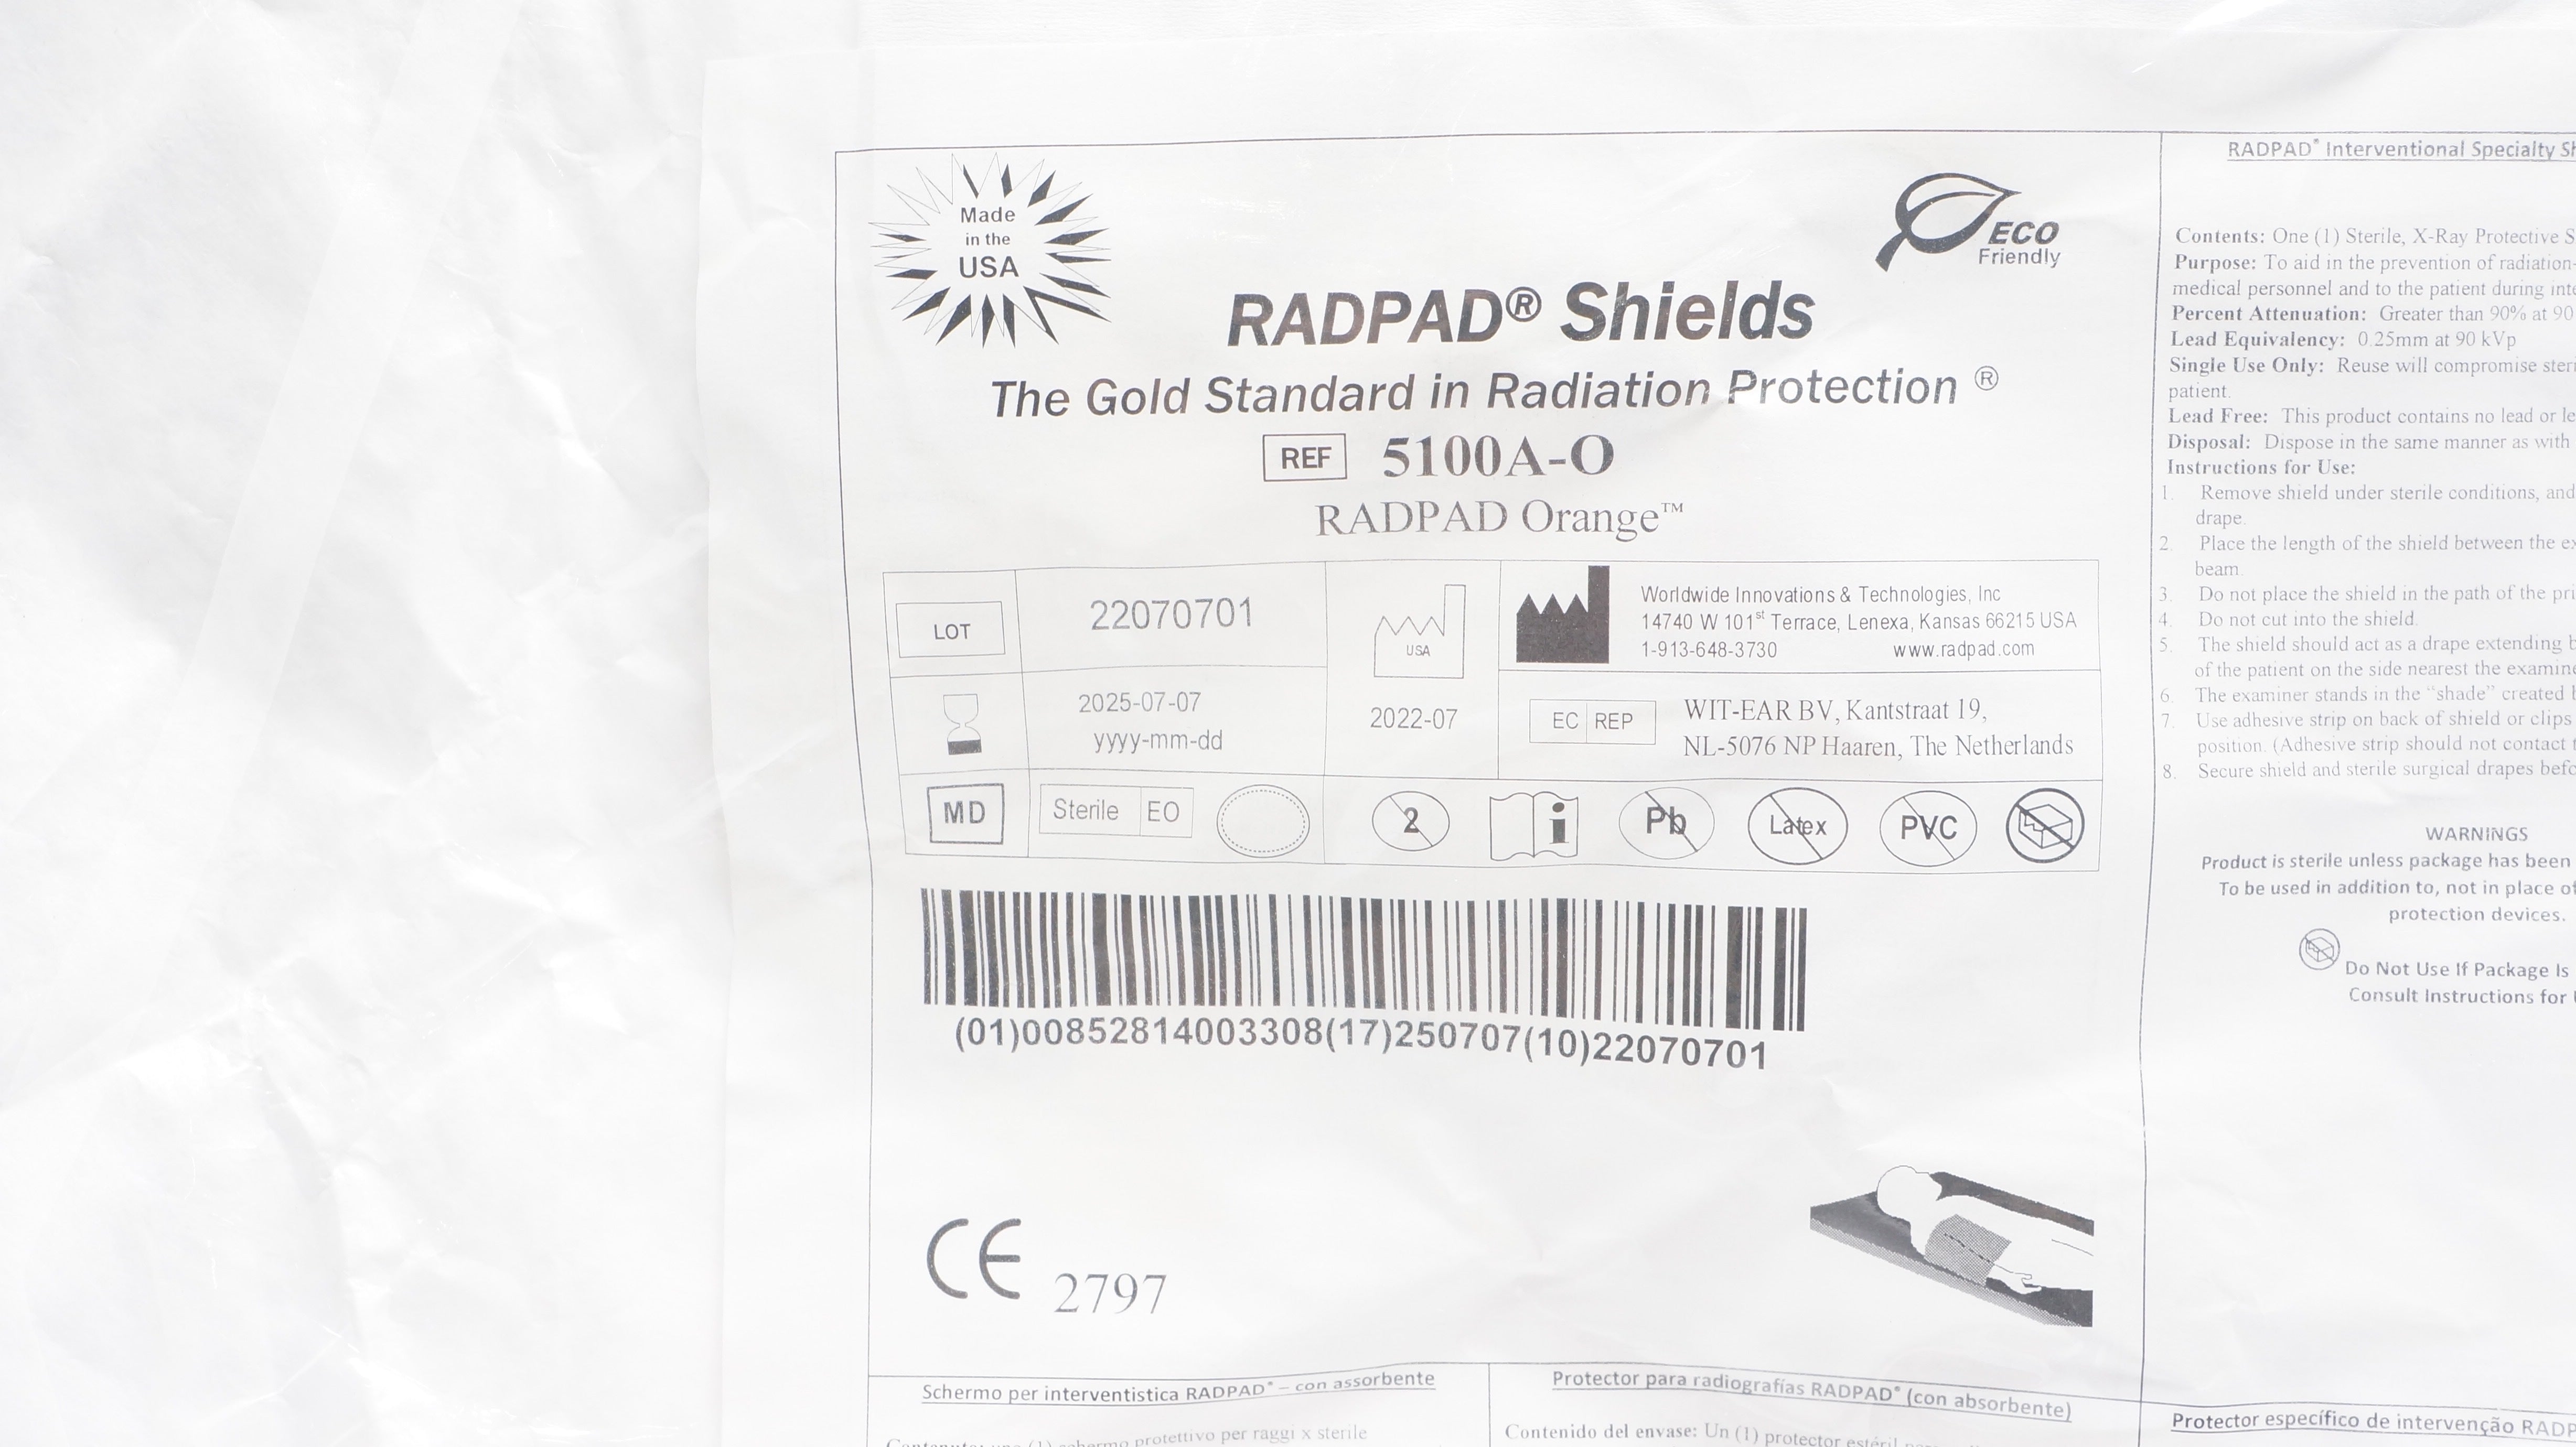 Made
in the
USA
ECO
Friendly
RADPAD® Shields
The Gold Standard in Radiation Protection ®
REF 5100A-O
RADPAD Orange™
LOT 22070701
USA
Worldwide Innovations & Technologies, Inc
14740 W 101st Terrace, Lenexa, Kansas 66215 USA
1-913-648-3730 www.radpad.com
2025-07-07
yyyy-mm-dd
2022-07
EC REP
WIT-EAR BV, Kantstraat 19,
NL-5076 NP Haaren, The Netherlands
MD
Sterile EO
2
i
Pb
Latex
PVC
(01)00852814003308(17)250707(10)22070701
CE 2797
RADPAD® Interventional Specialty
Contents: One (1) Sterile, X-Ray Protective
Purpose: To aid in the prevention of radiation-
medical personnel and to the patient during
Percent Attenuation: Greater than 90% at 90
Lead Equivalency: 0.25mm at 90 kVp
Single Use Only: Reuse will compromise
patient.
Lead Free: This product contains no lead or
Disposal: Dispose in the same manner as with
Instructions for Use:
1. Remove shield under sterile conditions, and
drape.
2. Place the length of the shield between the
beam.
3. Do not place the shield in the path of the
4. Do not cut into the shield.
5. The shield should act as a drape extending
of the patient on the side nearest the
6. The examiner stands in the “shade” created
7. Use adhesive strip on back of shield or clips
position. (Adhesive strip should not contact
8. Secure shield and sterile surgical drapes
WARNINGS
Product is sterile unless package has been
To be used in addition to, not in place of
protection devices.
Do Not Use If Package Is
Consult Instructions for
Schermo per interventistica RADPAD® – con assorbente
(1) schermo protettivo per raggi x sterile
Protector para radiografías RADPAD® (con absorbente)
Contenido del envase: Un (1) protector estéril
Protector específico de intervenção